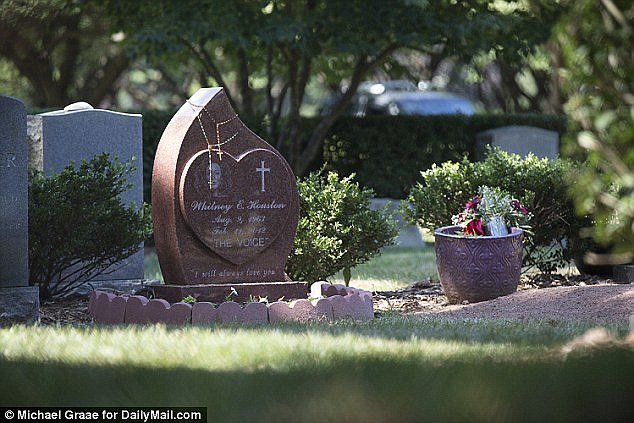 Whitney E. Houston
Aug. 9, 1963
Feb. 11, 2012
"THE VOICE"
"I will always love you"
© Michael Graae for DailyMail.com